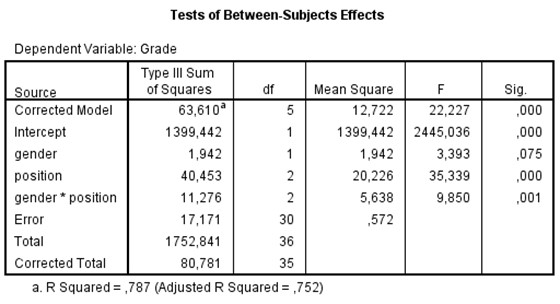 Tests of Between-Subjects Effects
Dependent Variable: Grade
Source Type III Sum of Squares df Mean Square F Sig.
Corrected Model 63,610a 5 12,722 22,227 ,000
Intercept 1399,442 1 1399,442 2445,036 ,000
gender 1,942 1 1,942 3,393 ,075
position 40,453 2 20,226 35,339 ,000
gender * position 11,276 2 5,638 9,850 ,001
Error 17,171 30 ,572
Total 1752,841 36
Corrected Total 80,781 35
a. R Squared = ,787 (Adjusted R Squared = ,752)